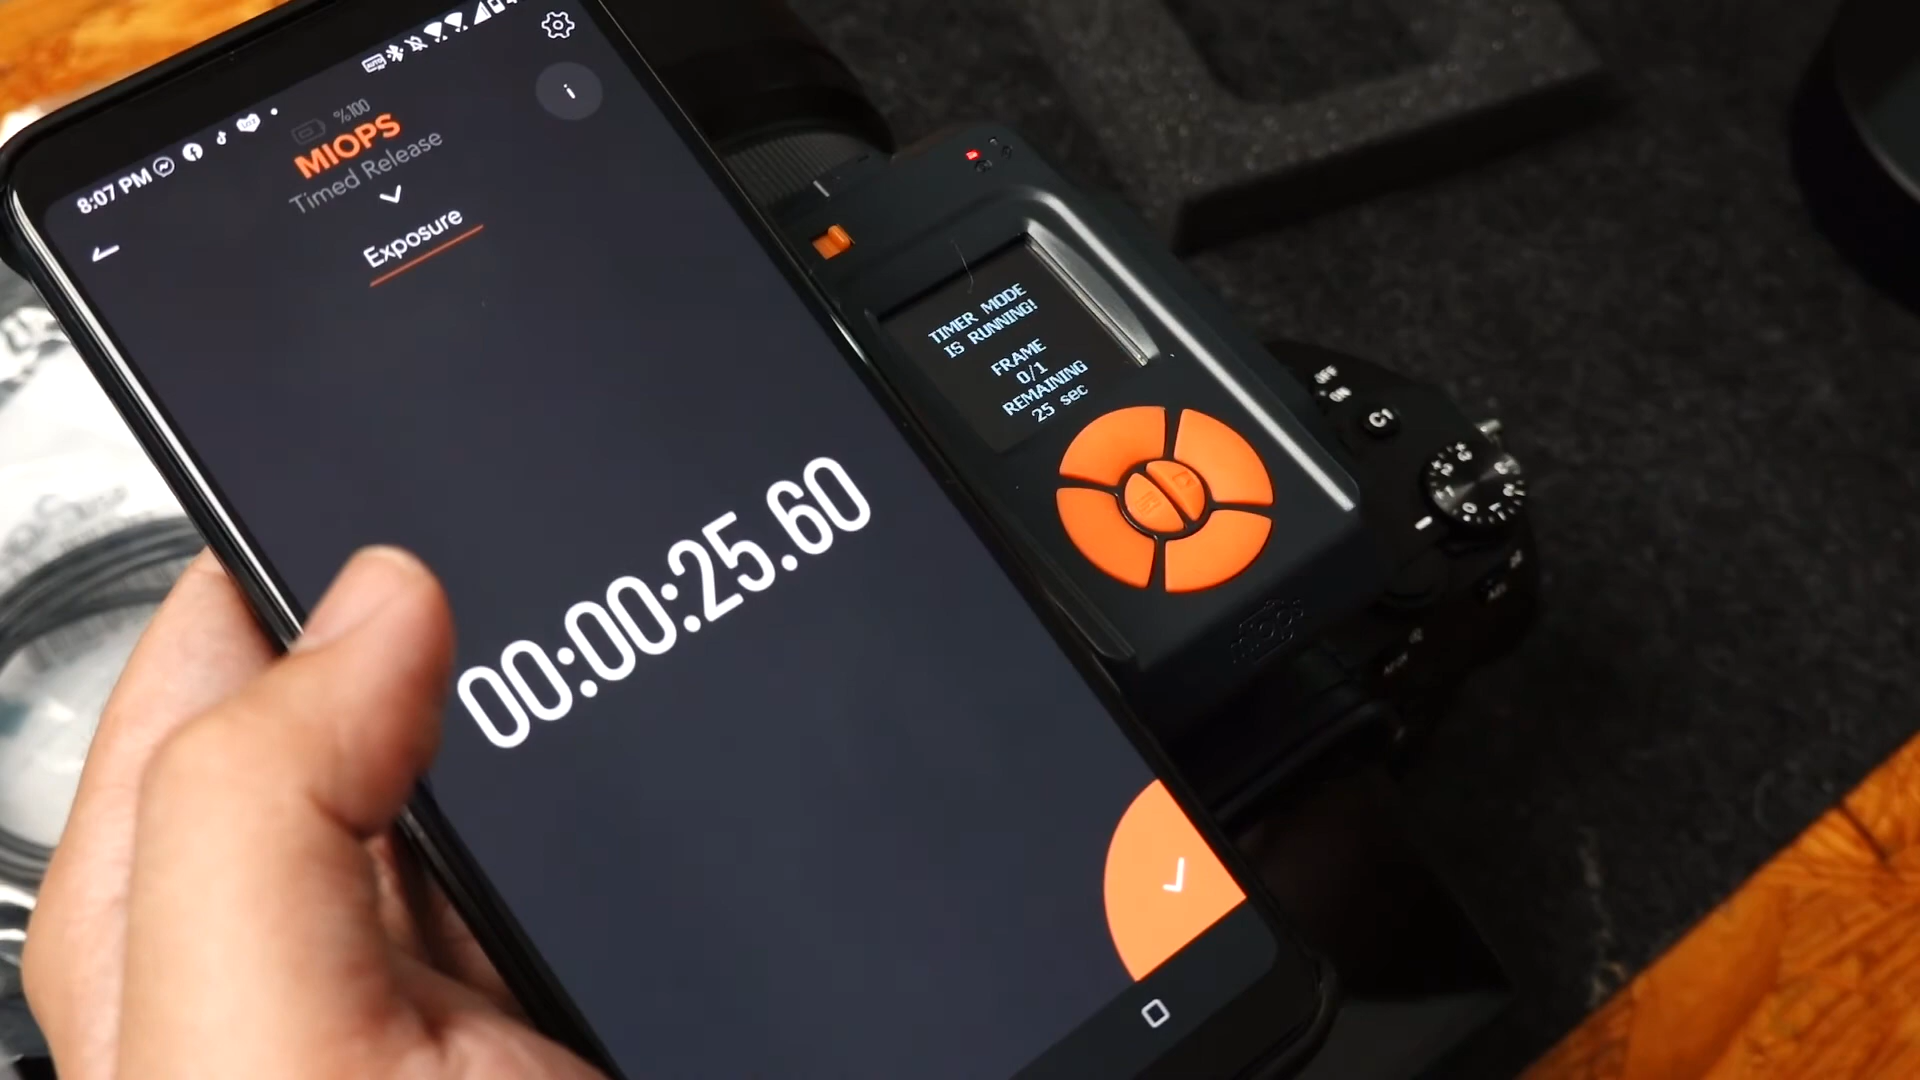 8:07 PM
%100
MIOPS
Timed Release
Exposure
i
00:00:25.60
TIMER MODE
IS RUNNING!
FRAME
0/1
REMAINING
25 sec
OFF
ON
C1
miops